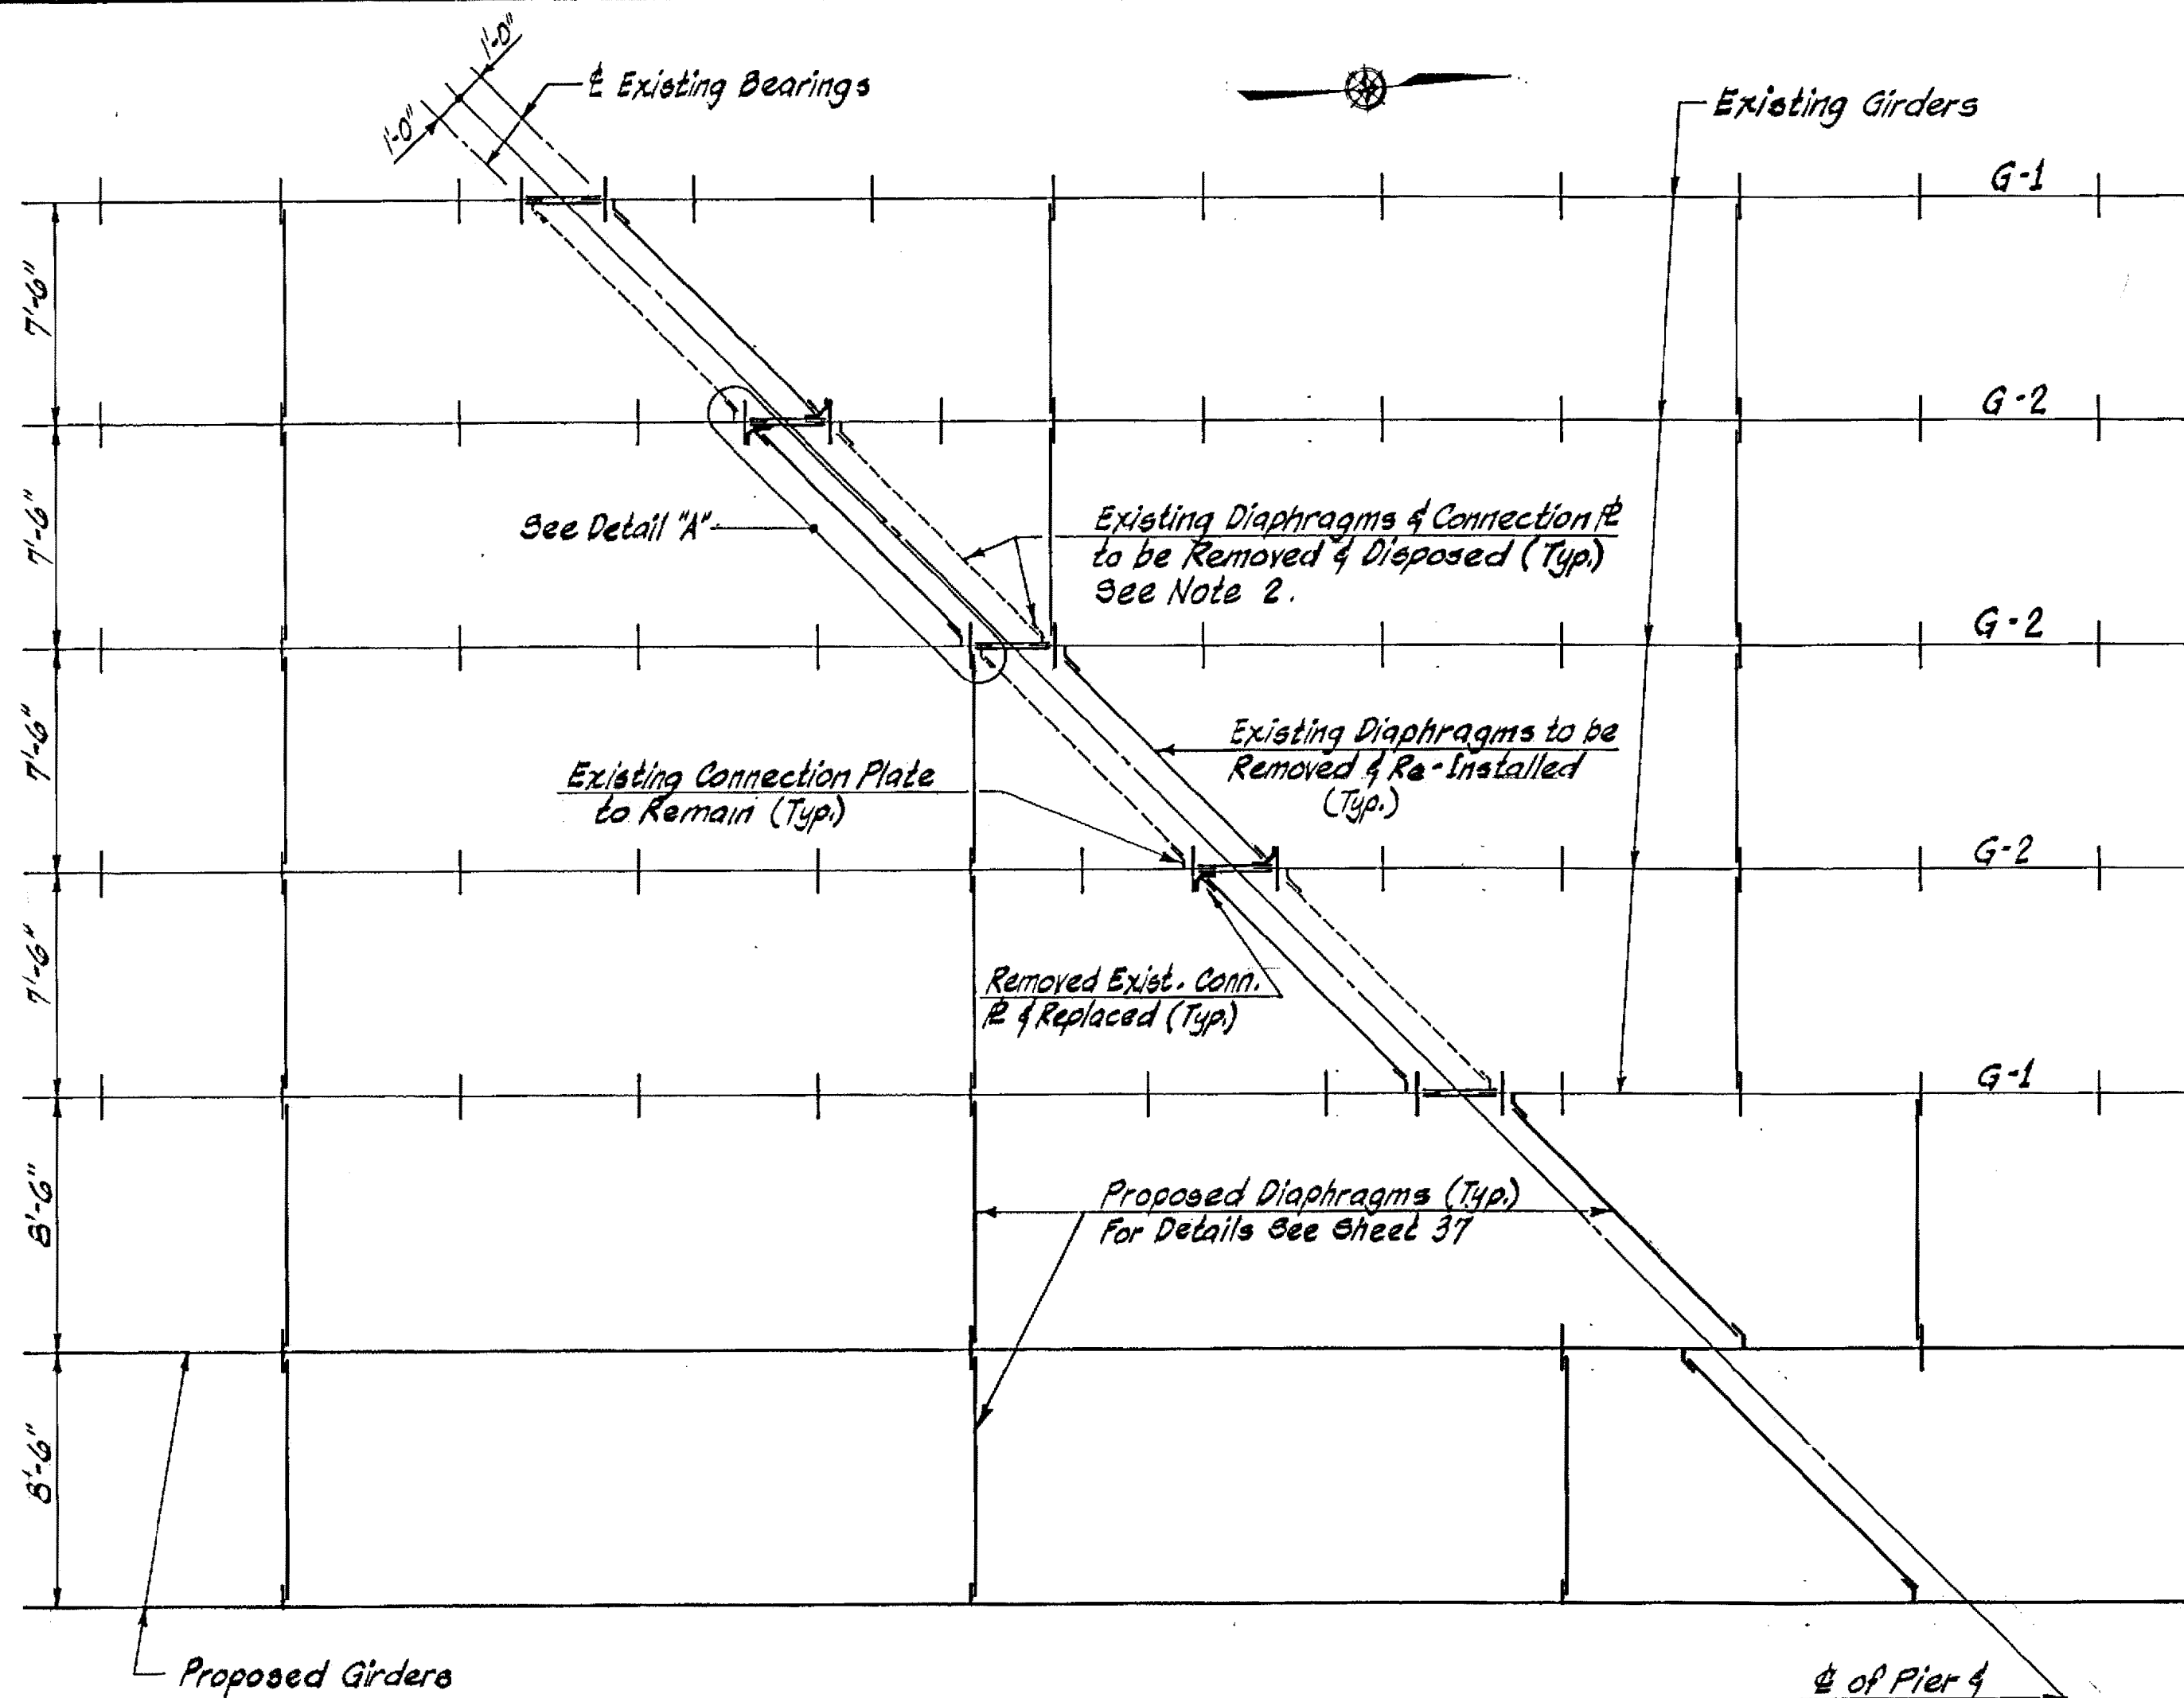 1'-0"
1'-0"
℄ Existing Bearings
Existing Girders
G-1
7'-6"
G-2
7'-6"
See Detail "A"
Existing Diaphragms & Connection ℄
to be Removed & Disposed (Typ.)
See Note 2.
G-2
7'-6"
Existing Diaphragms to be
Removed & Re-Installed
(Typ.)
Existing Connection Plate
to Remain (Typ.)
G-2
7'-6"
Removed Exist. Conn.
PL & Replaced (Typ.)
G-1
8'-6"
Proposed Diaphragms (Typ.)
For Details See Sheet 37
8'-6"
Proposed Girders
℄ of Pier &